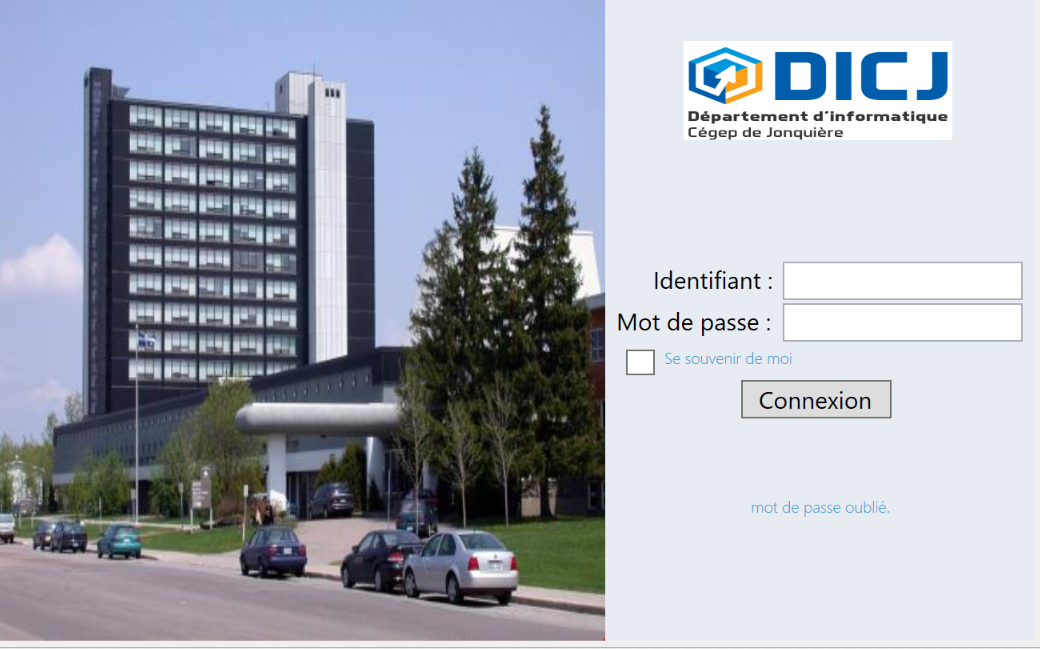 DICJ
Département d'informatique
Cégep de Jonquière
Identifiant :
Mot de passe :
Se souvenir de moi
Connexion
mot de passe oublié.